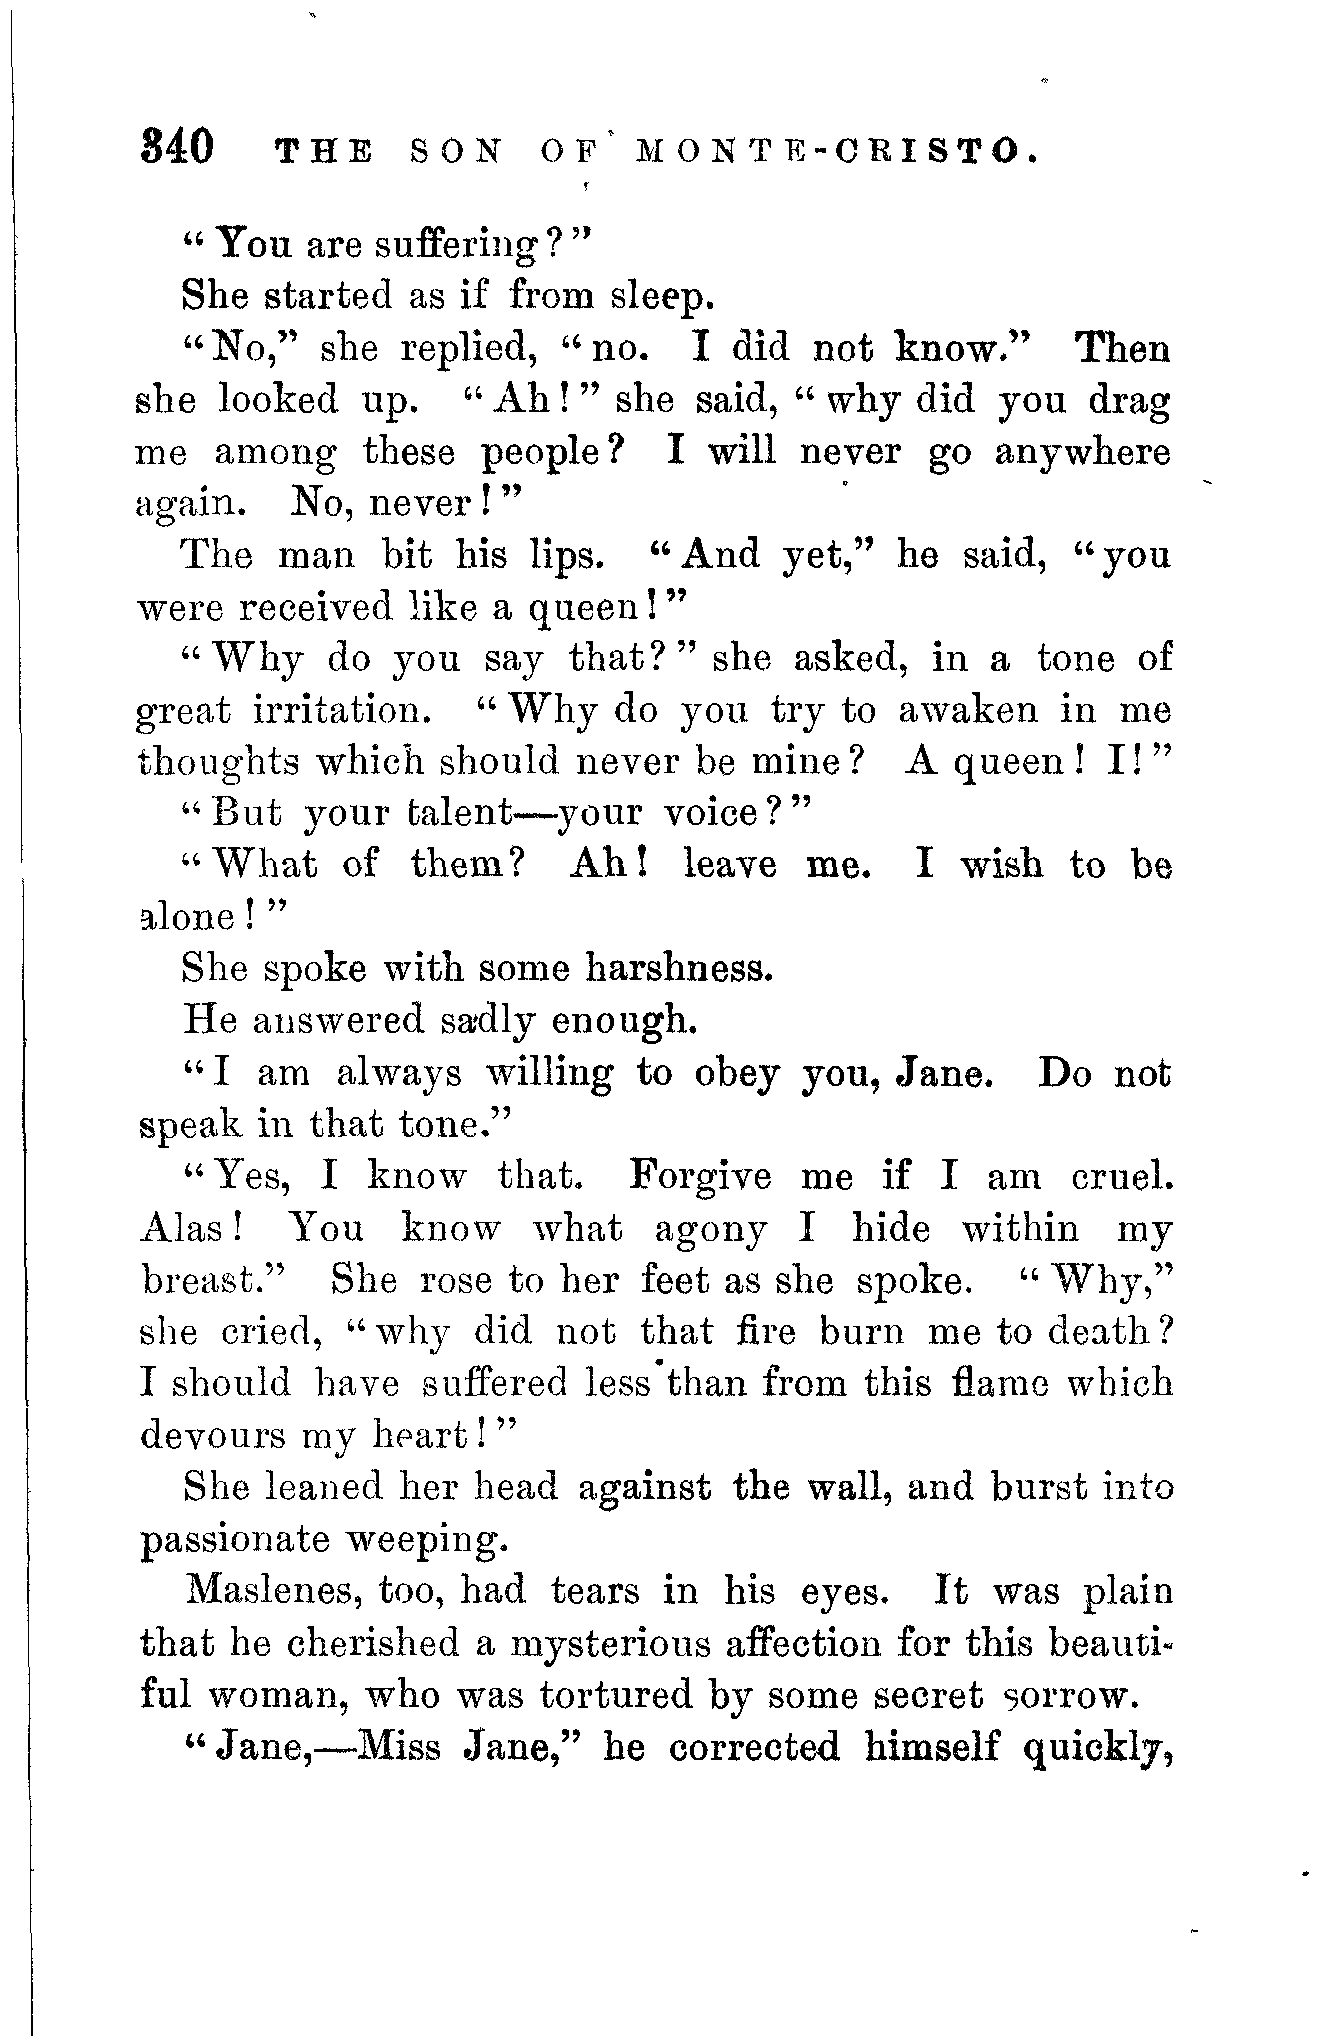 340 THE SON OF MONTE-CRISTO.
"You are suffering?"
She started as if from sleep.
"No," she replied, "no. I did not know." Then
she looked up. "Ah!" she said, "why did you drag
me among these people? I will never go anywhere
again. No, never!"
The man bit his lips. "And yet," he said, "you
were received like a queen!"
"Why do you say that?" she asked, in a tone of
great irritation. "Why do you try to awaken in me
thoughts which should never be mine? A queen! I!"
"But your talent—your voice?"
"What of them? Ah! leave me. I wish to be
alone!"
She spoke with some harshness.
He answered sadly enough.
"I am always willing to obey you, Jane. Do not
speak in that tone."
"Yes, I know that. Forgive me if I am cruel.
Alas! You know what agony I hide within my
breast." She rose to her feet as she spoke. "Why,"
she cried, "why did not that fire burn me to death?
I should have suffered less than from this flame which
devours my heart!"
She leaned her head against the wall, and burst into
passionate weeping.
Maslenes, too, had tears in his eyes. It was plain
that he cherished a mysterious affection for this beauti-
ful woman, who was tortured by some secret sorrow.
"Jane,—Miss Jane," he corrected himself quickly,